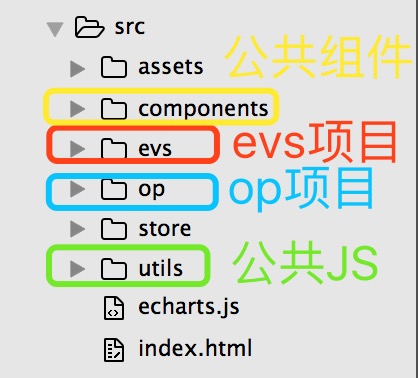 src
assets 公共组件
components
evs evs项目
op op项目
store
utils 公共JS
echarts.js
index.html